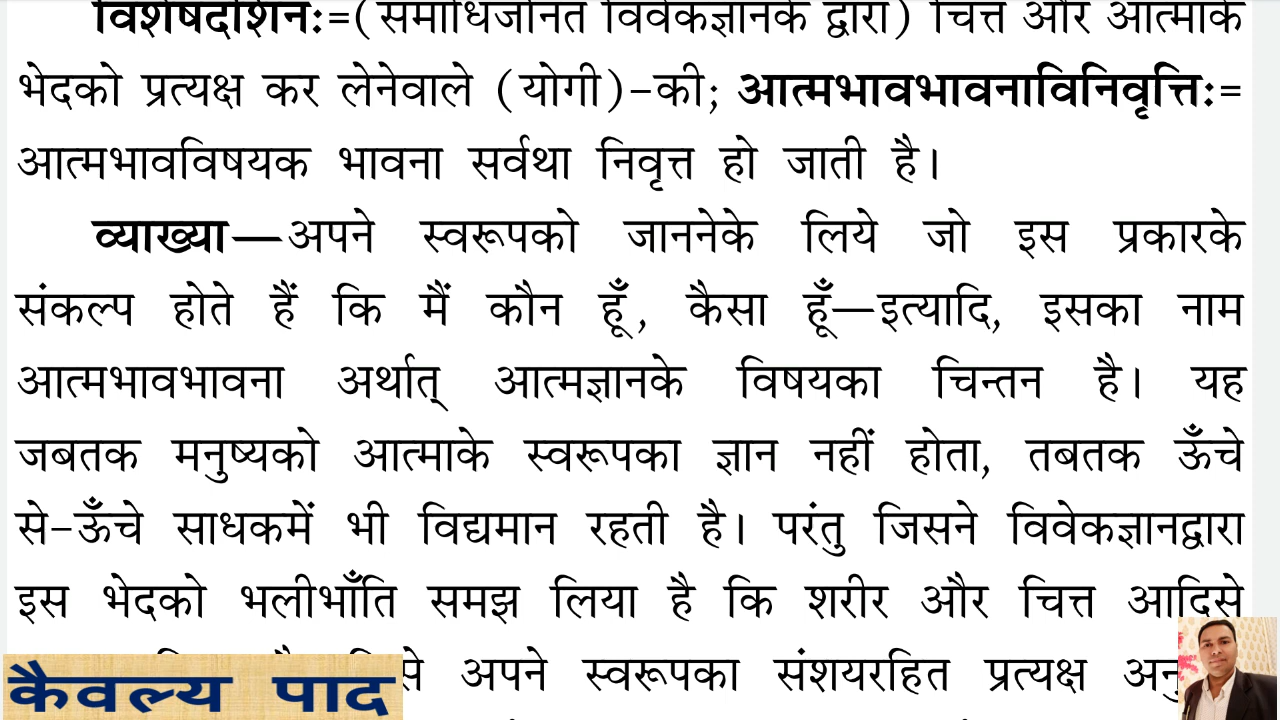 विशेषदर्शिनः=(समाधिजनित विवेकज्ञानके द्वारा) चित्त और आत्माके
भेदको प्रत्यक्ष कर लेनेवाले (योगी)-की; आत्मभावभावनाविनिवृत्तिः=
आत्मभावविषयक भावना सर्वथा निवृत्त हो जाती है।
व्याख्या—अपने स्वरूपको जाननेके लिये जो इस प्रकारके
संकल्प होते हैं कि मैं कौन हूँ, कैसा हूँ—इत्यादि, इसका नाम
आत्मभावभावना अर्थात् आत्मज्ञानके विषयका चिन्तन है। यह
जबतक मनुष्यको आत्माके स्वरूपका ज्ञान नहीं होता, तबतक ऊँचे
से-ऊँचे साधकमें भी विद्यमान रहती है। परंतु जिसने विवेकज्ञानद्वारा
इस भेदको भलीभाँति समझ लिया है कि शरीर और चित्त आदिसे
अपने स्वरूपका संशयरहित प्रत्यक्ष
कैवल्य पाद